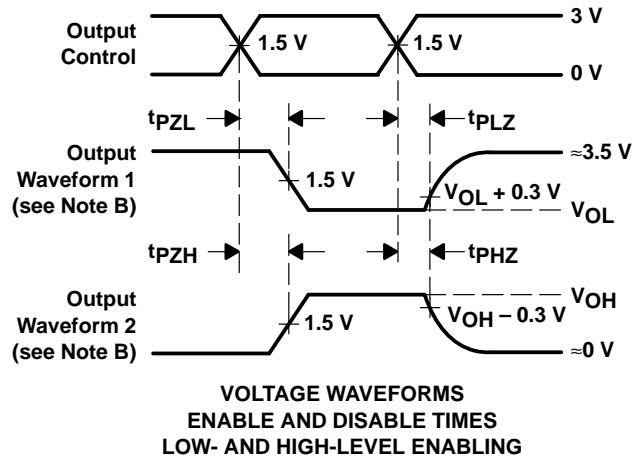 Output
Control
1.5 V
1.5 V
3 V
0 V
tPZL
tPLZ
Output
Waveform 1
(see Note B)
1.5 V
VOL + 0.3 V
≈3.5 V
VOL
tPZH
tPHZ
Output
Waveform 2
(see Note B)
1.5 V
VOH – 0.3 V
VOH
≈0 V
VOLTAGE WAVEFORMS
ENABLE AND DISABLE TIMES
LOW- AND HIGH-LEVEL ENABLING